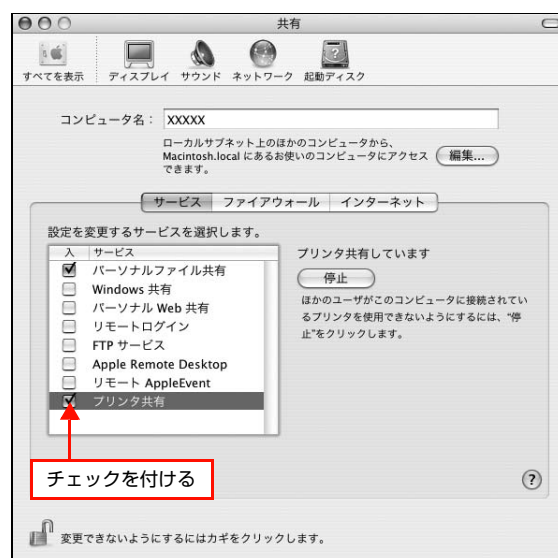 共有
すべてを表示 ディスプレイ サウンド ネットワーク 起動ディスク
コンピュータ名： XXXXX
ローカルサブネット上のほかのコンピュータから、
Macintosh.local にあるお使いのコンピュータにアクセス
できます。
編集...
サービス ファイアウォール インターネット
設定を変更するサービスを選択します。
入 サービス
パーソナルファイル共有
Windows 共有
パーソナル Web 共有
リモートログイン
FTP サービス
Apple Remote Desktop
リモート AppleEvent
プリンタ共有
プリンタ共有しています
停止
ほかのユーザがこのコンピュータに接続されてい
るプリンタを使用できないようにするには、“停
止”をクリックします。
チェックを付ける
?
変更できないようにするにはカギをクリックします。